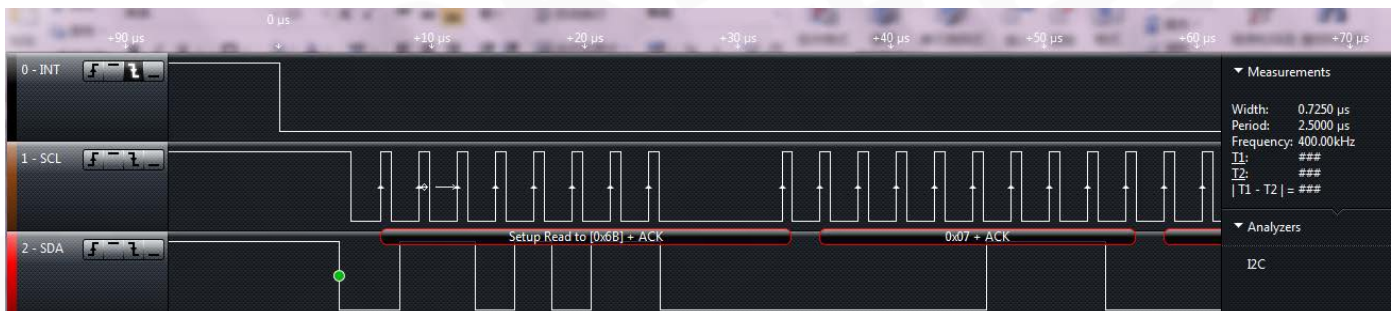 0 µs
+90 µs
+10 µs
+20 µs
+30 µs
+40 µs
+50 µs
+60 µs
+70 µs
0 - INT
1 - SCL
2 - SDA
Setup Read to [0x6B] + ACK
0x07 + ACK
Measurements
Width: 0.7250 µs
Period: 2.5000 µs
Frequency: 400.00kHz
T1: ###
T2: ###
| T1 - T2 | = ###
Analyzers
I2C